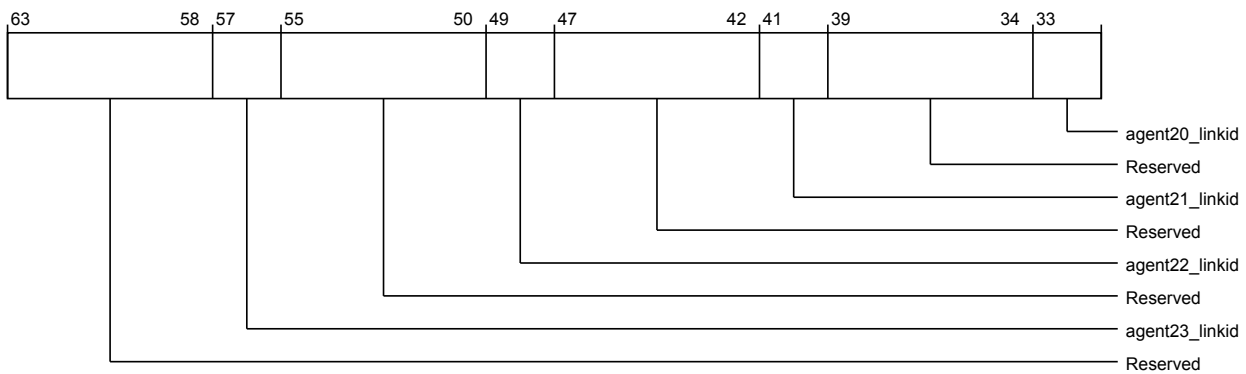 63 58 57 55 50 49 47 42 41 39 34 33
agent20_linkid
Reserved
agent21_linkid
Reserved
agent22_linkid
Reserved
agent23_linkid
Reserved